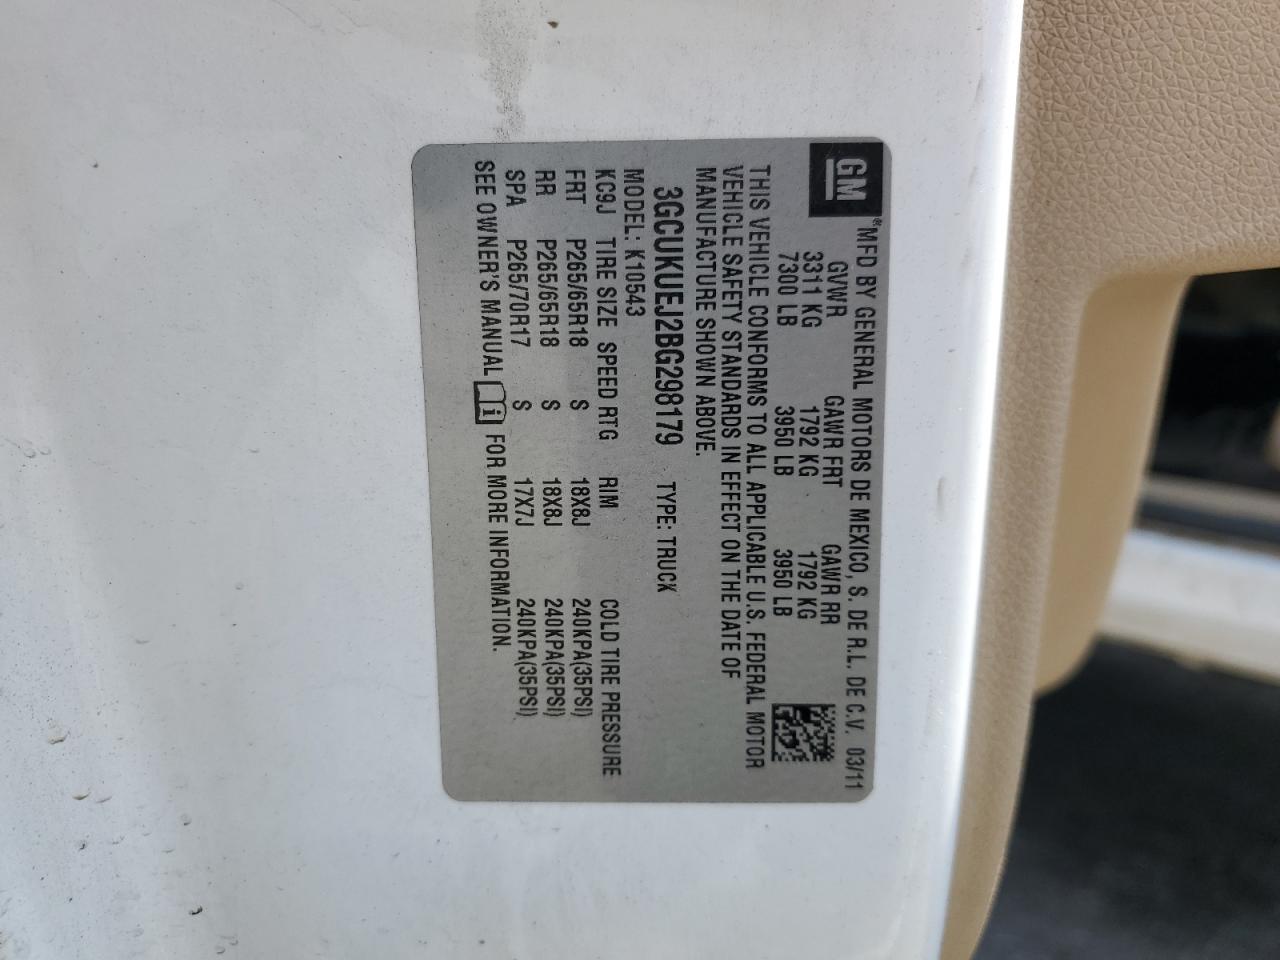 GM ® MFD BY GENERAL MOTORS DE MEXICO, S. DE R.L. DE C.V. 03/11
GVWR GAWR FRT GAWR RR
3311 KG 1792 KG 1792 KG
7300 LB 3950 LB 3950 LB
THIS VEHICLE CONFORMS TO ALL APPLICABLE U.S. FEDERAL MOTOR
VEHICLE SAFETY STANDARDS IN EFFECT ON THE DATE OF
MANUFACTURE SHOWN ABOVE.
3GCUKUEJ2BG298179 TYPE: TRUCK
MODEL: K10543
KC9J TIRE SIZE SPEED RTG RIM COLD TIRE PRESSURE
FRT P265/65R18 S 18X8J 240KPA(35PSI)
RR P265/65R18 S 18X8J 240KPA(35PSI)
SPA P265/70R17 S 17X7J 240KPA(35PSI)
SEE OWNER'S MANUAL i FOR MORE INFORMATION.